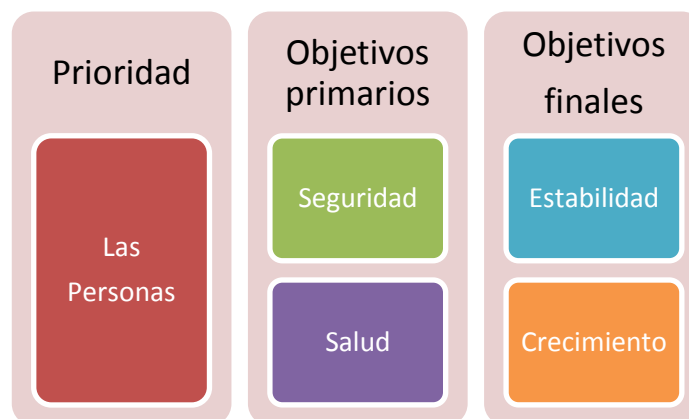 Prioridad
Las
Personas
Objetivos
primarios
Seguridad
Salud
Objetivos
finales
Estabilidad
Crecimiento